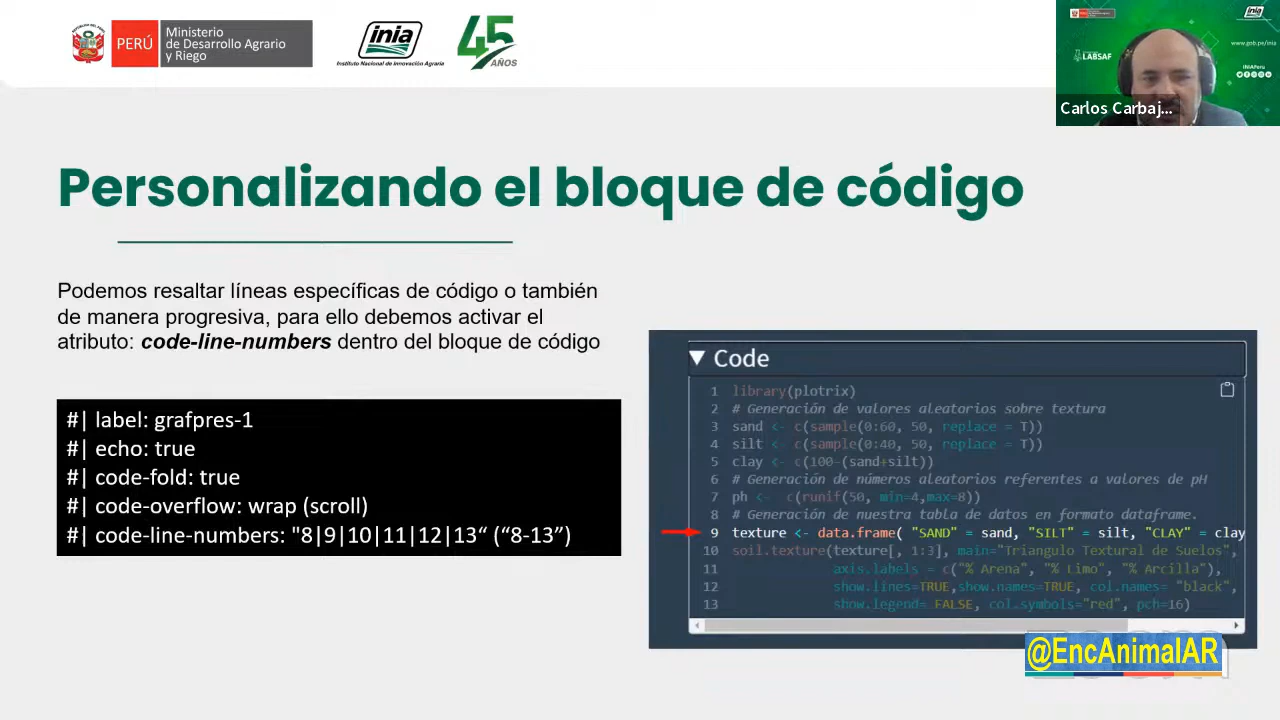 PERÚ
Ministerio
de Desarrollo Agrario
y Riego
inia
Instituto Nacional de Innovación Agraria
45
AÑOS
inia
LABSAF
www.gob.pe/inia
INIAPeru
Carlos Carbaj...
Personalizando el bloque de código
Podemos resaltar líneas específicas de código o también
de manera progresiva, para ello debemos activar el
atributo: code-line-numbers dentro del bloque de código
#| label: grafpres-1
#| echo: true
#| code-fold: true
#| code-overflow: wrap (scroll)
#| code-line-numbers: "8|9|10|11|12|13“ (“8-13”)
Code
1 library(plotrix)
2 # Generación de valores aleatorios sobre textura
3 sand <- c(sample(0:60, 50, replace = T))
4 silt <- c(sample(0:40, 50, replace = T))
5 clay <- c(100-(sand+silt))
6 # Generación de números aleatorios referentes a valores de pH
7 ph <-  c(runif(50, min=4,max=8))
8 # Generación de nuestra tabla de datos en formato dataframe.
9 texture <- data.frame( "SAND" = sand, "SILT" = silt, "CLAY" = clay
10 soil.texture(texture[, 1:3], main="Triangulo Textural de Suelos",
11 axis.labels = c("% Arena", "% Limo", "% Arcilla"),
12 show.lines=TRUE,show.names=TRUE, col.names= "black",
13 show.legend= FALSE, col.symbols="red", pch=16)
@EncAnimalAR